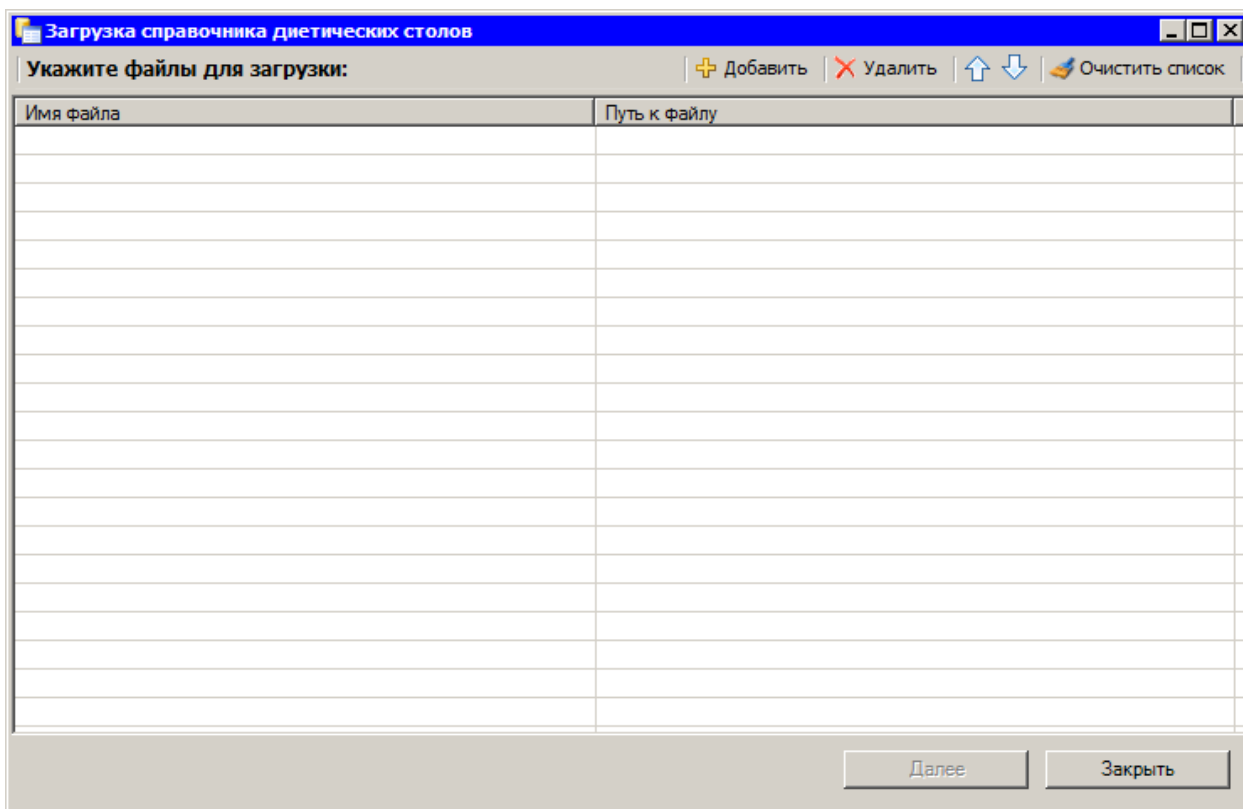 Загрузка справочника диетических столов
Укажите файлы для загрузки: Добавить Удалить Очистить список
Имя файла Путь к файлу
Далее Закрыть